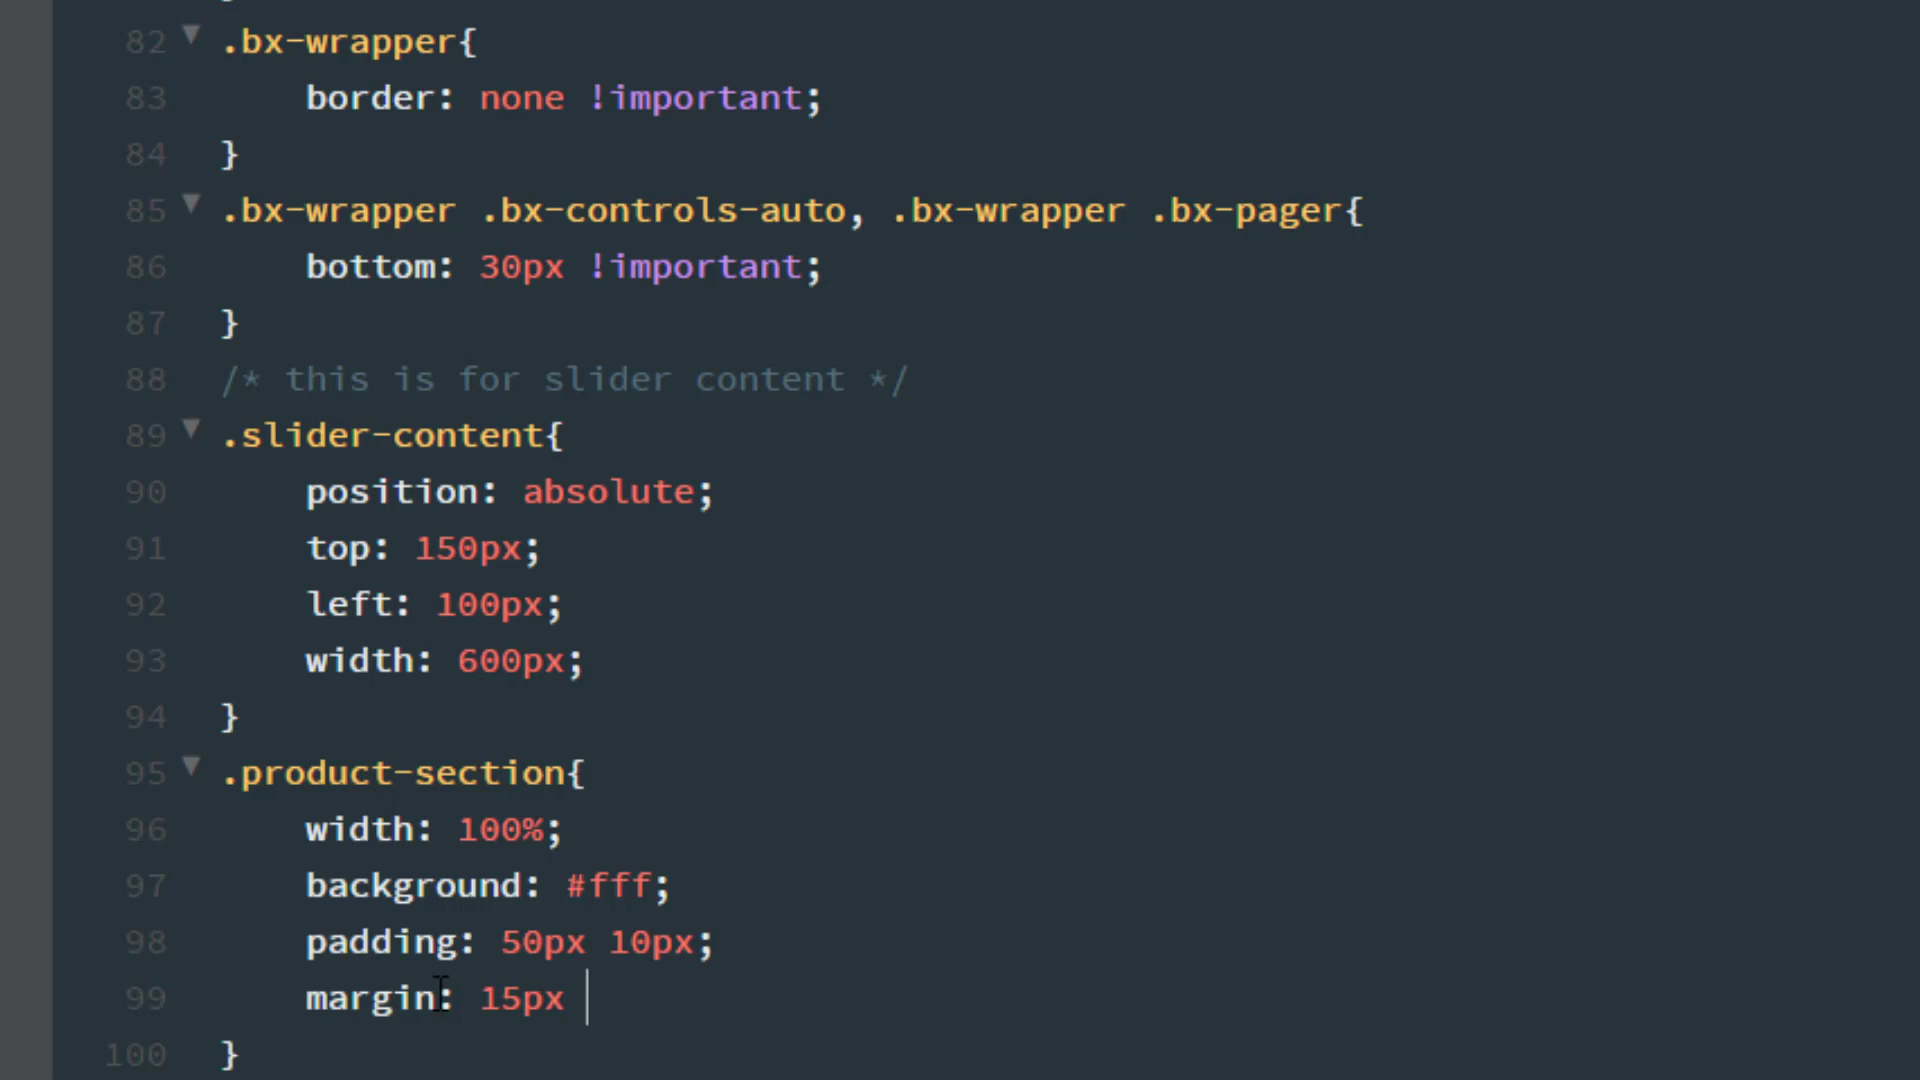 82 .bx-wrapper{
83 border: none !important;
84 }
85 .bx-wrapper .bx-controls-auto, .bx-wrapper .bx-pager{
86 bottom: 30px !important;
87 }
88 /* this is for slider content */
89 .slider-content{
90 position: absolute;
91 top: 150px;
92 left: 100px;
93 width: 600px;
94 }
95 .product-section{
96 width: 100%;
97 background: #fff;
98 padding: 50px 10px;
99 margin: 15px
100 }